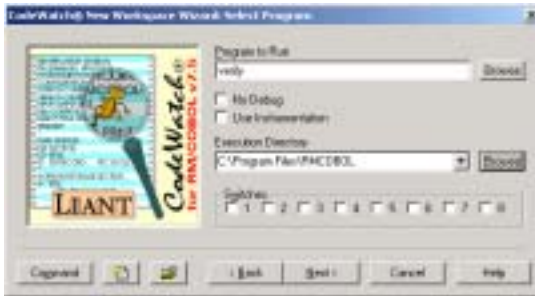 CodeWatch® New Workspace Wizard: Select Program
Program to Run
verify
Browse
No Debug
Use Instrumentation
Execution Directory
C:\Program Files\RMCOBOL
Browse
Switches
1 2 3 4 5 6 7 8
CodeWatch®
for RM/COBOL v7.5
LIANT
Command
< Back
Next >
Cancel
Help